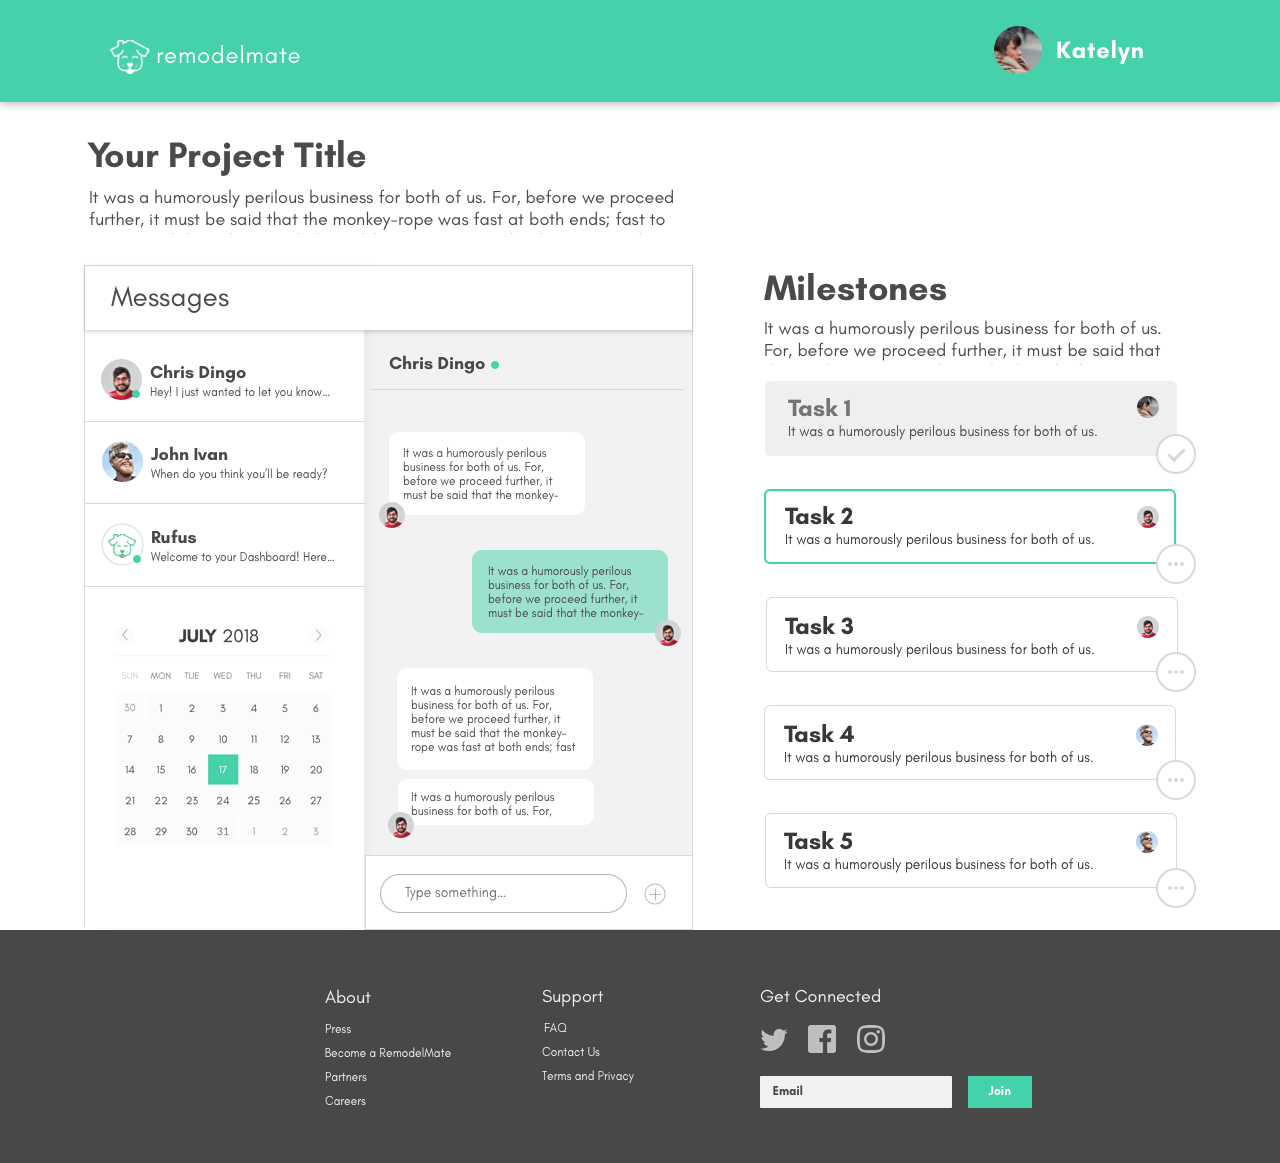 remodelmate
Katelyn
Your Project Title
It was a humorously perilous business for both of us. For, before we proceed
further, it must be said that the monkey-rope was fast at both ends; fast to
Messages
Chris Dingo
Hey! I just wanted to let you know...
John Ivan
When do you think you'll be ready?
Rufus
Welcome to your Dashboard! Here...
JULY 2018
SUN MON TUE WED THU FRI SAT
30 1 2 3 4 5 6
7 8 9 10 11 12 13
14 15 16 17 18 19 20
21 22 23 24 25 26 27
28 29 30 31 1 2 3
Chris Dingo
It was a humorously perilous
business for both of us. For,
before we proceed further, it
must be said that the monkey-
It was a humorously perilous
business for both of us. For,
before we proceed further, it
must be said that the monkey-
It was a humorously perilous
business for both of us. For,
before we proceed further, it
must be said that the monkey-
rope was fast at both ends; fast
It was a humorously perilous
business for both of us. For,
Type something...
Milestones
It was a humorously perilous business for both of us.
For, before we proceed further, it must be said that
Task 1
It was a humorously perilous business for both of us.
Task 2
It was a humorously perilous business for both of us.
Task 3
It was a humorously perilous business for both of us.
Task 4
It was a humorously perilous business for both of us.
Task 5
It was a humorously perilous business for both of us.
About
Press
Become a RemodelMate
Partners
Careers
Support
FAQ
Contact Us
Terms and Privacy
Get Connected
Email
Join